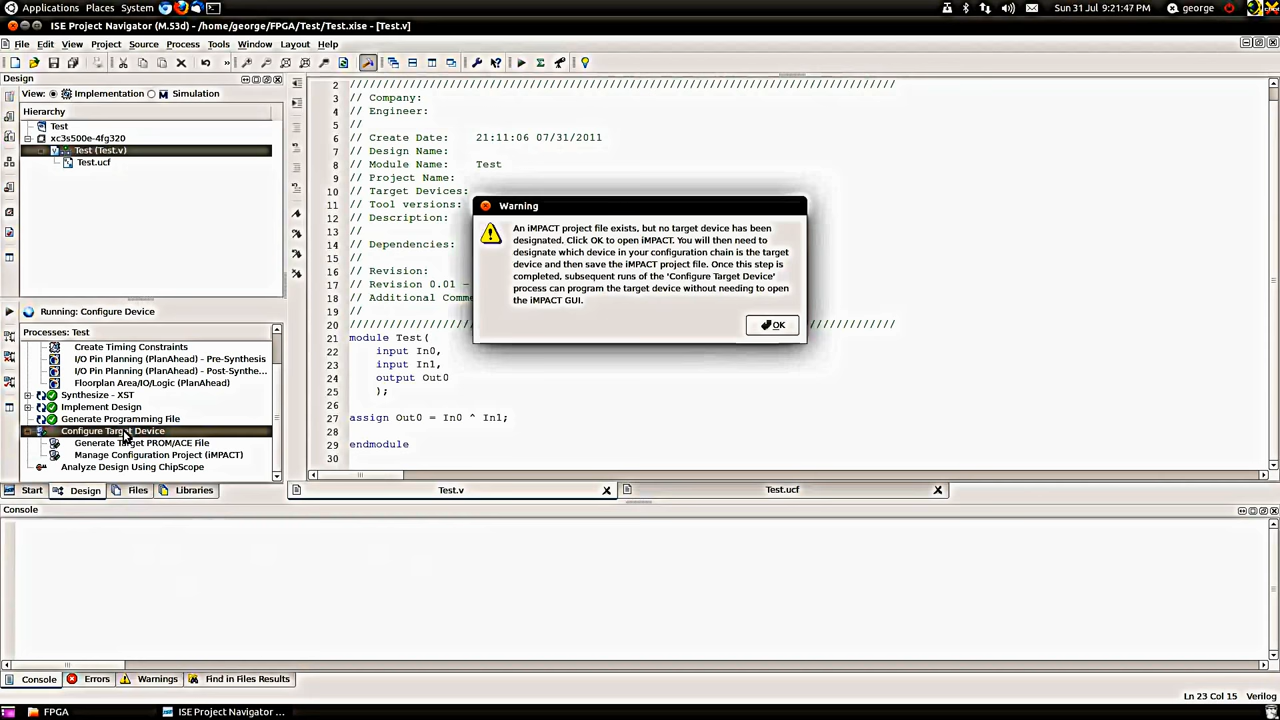 Applications Places System Sun 31 Jul 9:21:47 PM george
ISE Project Navigator (M.53d) - /home/george/FPGA/Test/Test.xise - [Test.v]
File Edit View Project Source Process Tools Window Layout Help
Design
View: Implementation Simulation
Hierarchy
Test
xc3s500e-4fg320
Test (Test.v)
Test.ucf
Running: Configure Device
Processes: Test
Create Timing Constraints
I/O Pin Planning (PlanAhead) - Pre-Synthesis
I/O Pin Planning (PlanAhead) - Post-Synthe...
Floorplan Area/IO/Logic (PlanAhead)
Synthesize - XST
Implement Design
Generate Programming File
Configure Target Device
Generate Target PROM/ACE File
Manage Configuration Project (iMPACT)
Analyze Design Using ChipScope
Start Design Files Libraries
2 //////////////////////////////////////////////////////////////////////////////////
3 // Company:
4 // Engineer:
5 //
6 // Create Date: 21:11:06 07/31/2011
7 // Design Name:
8 // Module Name: Test
9 // Project Name:
10 // Target Devices:
11 // Tool versions:
12 // Description:
13 //
14 // Dependencies:
15 //
16 // Revision:
17 // Revision 0.01 -
18 // Additional Comme
19 //
20 //////////////////////////////////////////////////////////////////////////////////
21 module Test(
22 input In0,
23 input In1,
24 output Out0
25 );
26
27 assign Out0 = In0 ^ In1;
28
29 endmodule
30
Warning
An iMPACT project file exists, but no target device has been
designated. Click OK to open iMPACT. You will then need to
designate which device in your configuration chain is the target
device and then save the iMPACT project file. Once this step is
completed, subsequent runs of the 'Configure Target Device'
process can program the target device without needing to open
the iMPACT GUI.
OK
Test.v Test.ucf
Console
Console Errors Warnings Find in Files Results
Ln 23 Col 15 Verilog
FPGA ISE Project Navigator ...